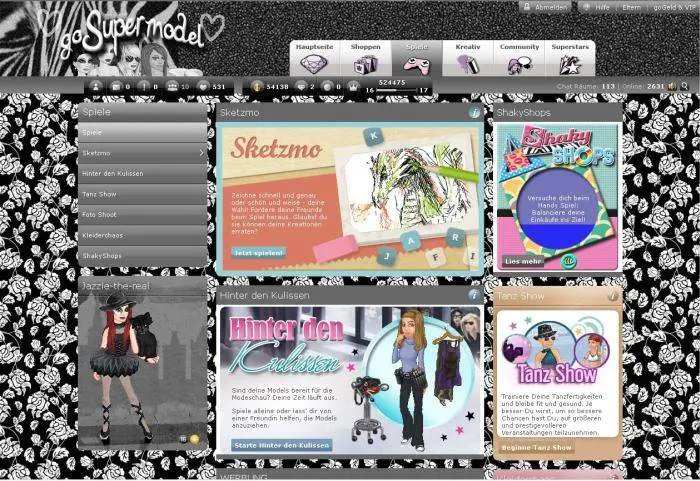 Abmelden Hilfe | Eltern | goGold & VIP
goSupermodel
Hauptseite Shoppen Spiele Kreativ Community Superstars
0 0 10 531 54138 2 0 524475
16 17
Chat Räume: 113 | Online: 2631
Spiele
Spiele
Sketzmo
Hinter den Kulissen
Tanz Show
Foto Shoot
Kleiderchaos
ShakyShops
Jazzie-the-real
Sketzmo
Sketzmo
K
Zeichne schnell und genau
oder schön und weise - deine
Wahl! Fordere deine Freunde
beim Spiel heraus. Glaubst du
sie können deine Kreationen
erraten?
Jetzt spielen!
J A F R I
ShakyShops
Shaky
SHOPS
Versuche dich beim
Handy Spiel:
Balanciere deine
Einkäufe ins Ziel!
Lies mehr
Hinter den Kulissen
Hinter den
Kulissen
Sind deine Models bereit für die
Modeschau? Deine Zeit läuft aus.
Spiele alleine oder lass' dir von
einer Freundin helfen, die Models
anzuziehen.
Starte Hinter den Kulissen
Tanz Show
Tanz Show
Trainiere Deine Tanzfertigkeiten
und bleibe fit und gesund. Je
besser Du wirst, um so bessere
Chancen hast Du, auf größeren
und prestigevolleren
Veranstaltungen teilzunehmen.
Beginne Tanz Show
WERBUNG
Kleiderchaos